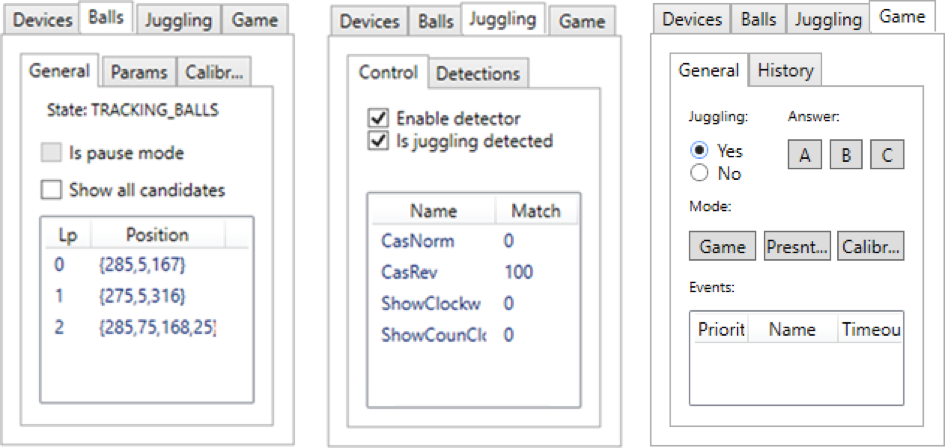 Devices Balls Juggling Game
General Params Calibr...
State: TRACKING_BALLS
Is pause mode
Show all candidates
Lp Position
0 {285,5,167}
1 {275,5,316}
2 {285,75,168,25}
Devices Balls Juggling Game
Control Detections
Enable detector
Is juggling detected
Name Match
CasNorm 0
CasRev 100
ShowClockw 0
ShowCounClc 0
Devices Balls Juggling Game
General History
Juggling: Answer:
Yes
No
A B C
Mode:
Game Presnt... Calibr...
Events:
Priorit Name Timeou